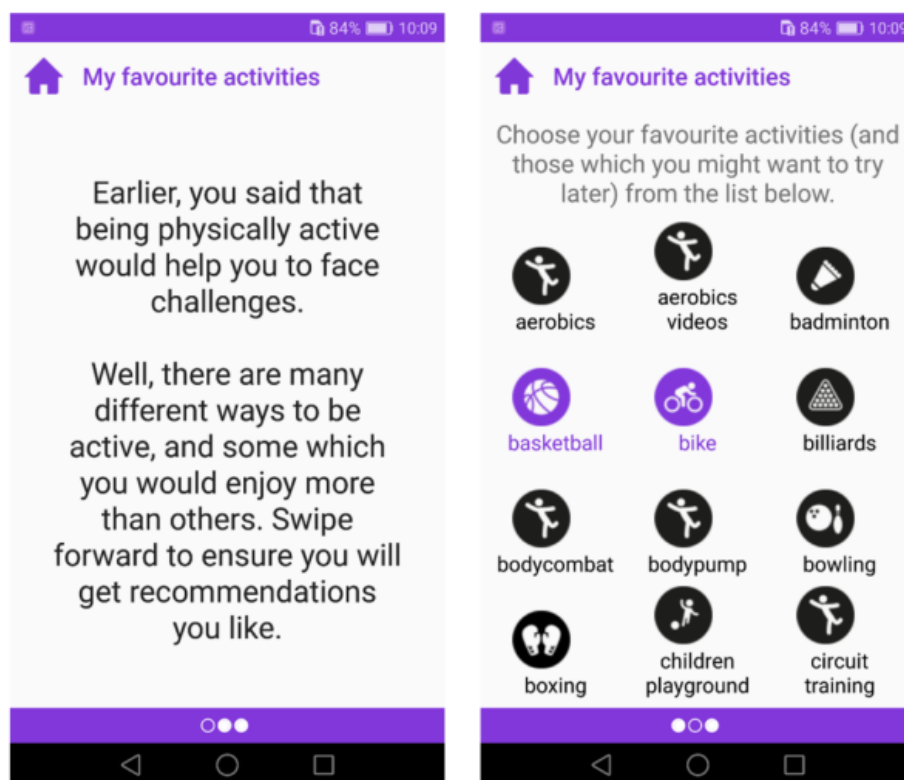 84% 10:09
My favourite activities
Earlier, you said that
being physically active
would help you to face
challenges.
Well, there are many
different ways to be
active, and some which
you would enjoy more
than others. Swipe
forward to ensure you will
get recommendations
you like.
84% 10:09
My favourite activities
Choose your favourite activities (and
those which you might want to try
later) from the list below.
aerobics
aerobics
videos
badminton
basketball
bike
billiards
bodycombat
bodypump
bowling
boxing
children
playground
circuit
training